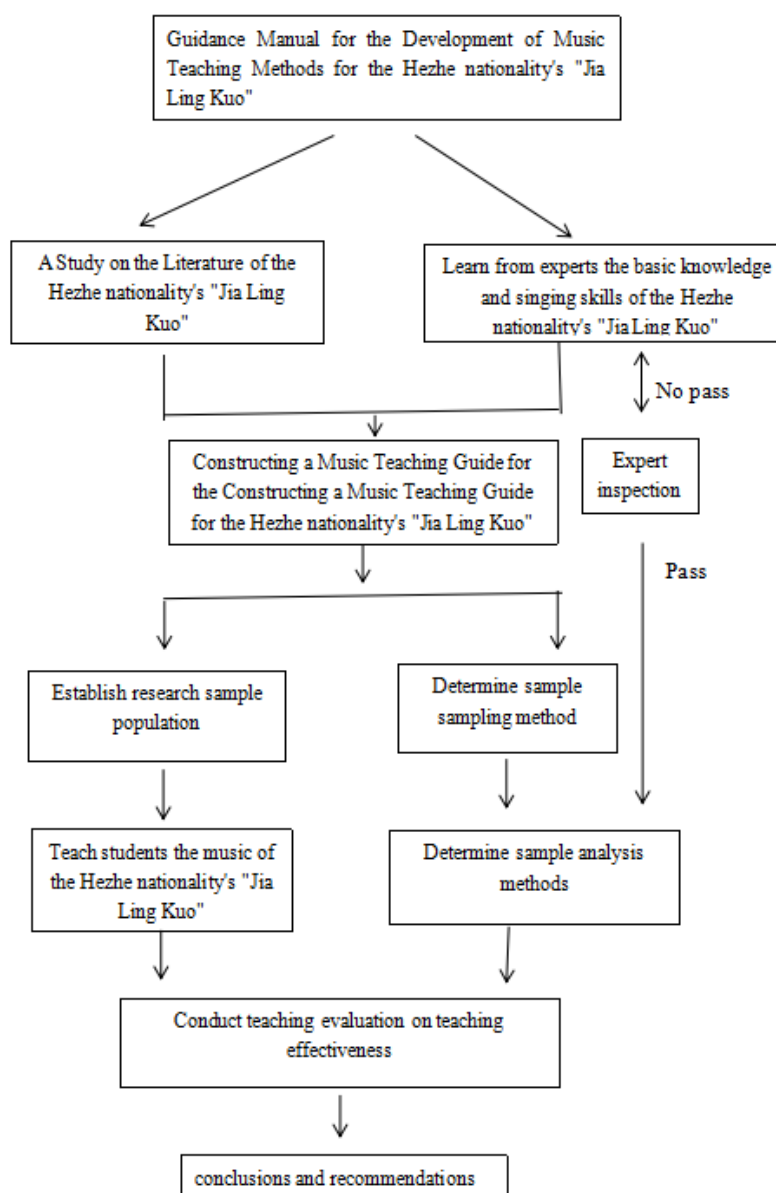 Guidance Manual for the Development of Music
Teaching Methods for the Hezhe nationality's "Jia
Ling Kuo"
A Study on the Literature of the
Hezhe nationality's "Jia Ling
Kuo"
Learn from experts the basic knowledge
and singing skills of the Hezhe
nationality's "Jia Ling Kuo"
No pass
Constructing a Music Teaching Guide for
the Constructing a Music Teaching Guide
for the Hezhe nationality's "Jia Ling Kuo"
Expert
inspection
Pass
Establish research sample
population
Determine sample
sampling method
Teach students the music of
the Hezhe nationality's "Jia
Ling Kuo"
Determine sample analysis
methods
Conduct teaching evaluation on teaching
effectiveness
conclusions and recommendations